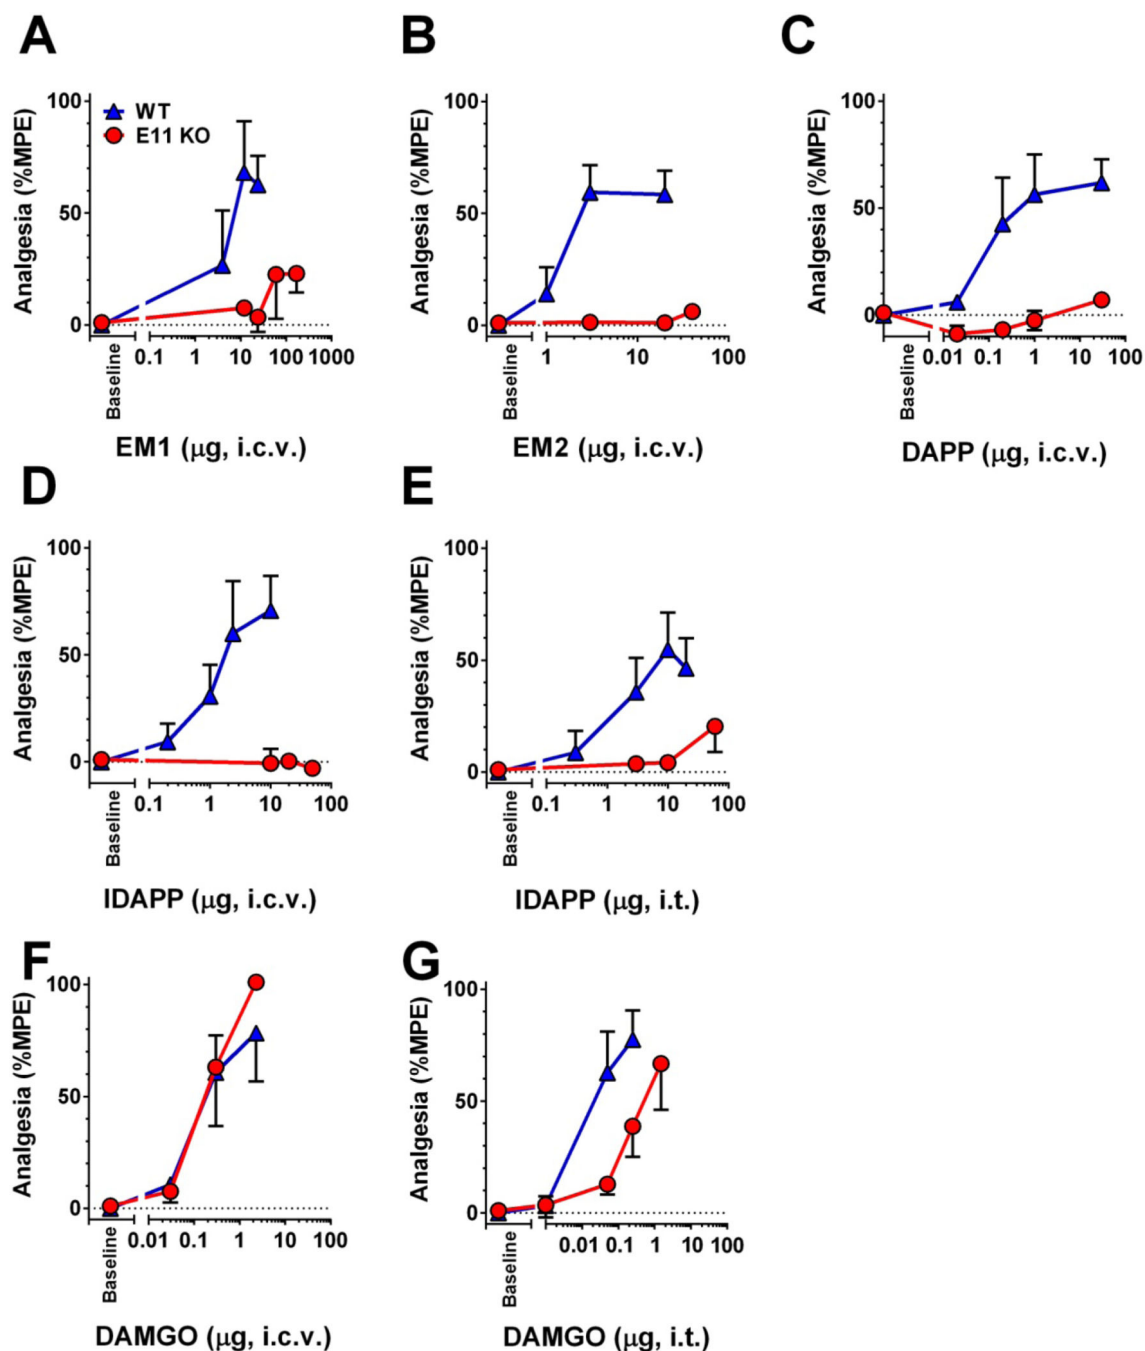 A
B
C
Analgesia (%MPE)
100
50
0
WT
E11 KO
Baseline
0.1 1 10 100 1000
EM1 (μg, i.c.v.)
Analgesia (%MPE)
100
50
0
Baseline
1 10 100
EM2 (μg, i.c.v.)
Analgesia (%MPE)
100
50
0
Baseline
0.01 0.1 1 10 100
DAPP (μg, i.c.v.)
D
E
Analgesia (%MPE)
100
50
0
Baseline
0.1 1 10 100
IDAPP (μg, i.c.v.)
Analgesia (%MPE)
100
50
0
Baseline
0.1 1 10 100
IDAPP (μg, i.t.)
F
G
Analgesia (%MPE)
100
50
0
Baseline
0.01 0.1 1 10 100
DAMGO (μg, i.c.v.)
Analgesia (%MPE)
100
50
0
Baseline
0.01 0.1 1 10 100
DAMGO (μg, i.t.)